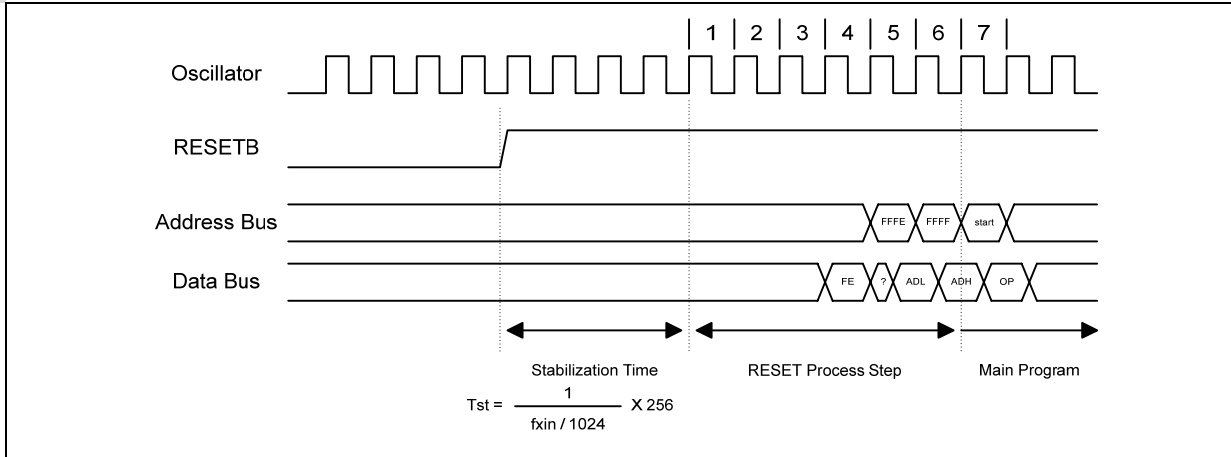 1 2 3 4 5 6 7
Oscillator
RESETB
Address Bus FFFE FFFF start
Data Bus FE ? ADL ADH OP
Stabilization Time RESET Process Step Main Program
1
Tst = X 256
fxin / 1024